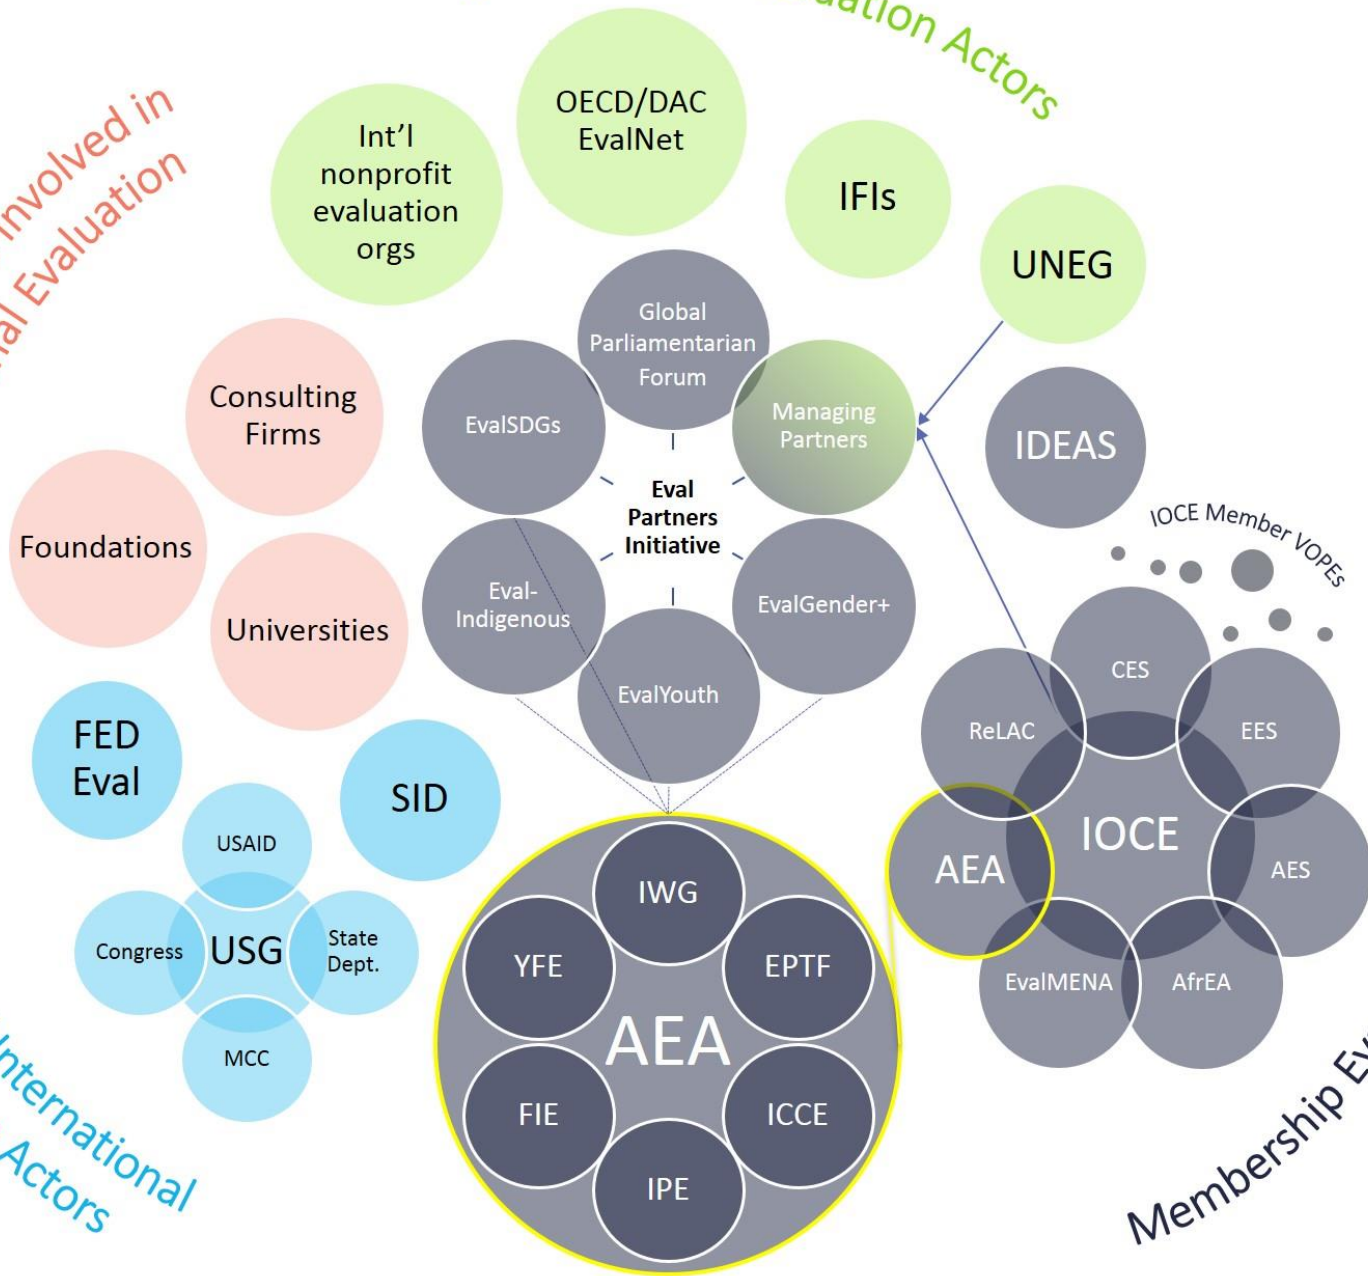 Actors
involved in
Evaluation
OECD/DAC
EvalNet
Int'l
nonprofit
evaluation
orgs
IFIs
UNEG
Global
Parliamentarian
Forum
Consulting
Firms
EvalSDGs
Managing
Partners
IDEAS
Eval
Partners
Initiative
IOCE Member VOPEs
Foundations
Universities
Eval-
Indigenous
EvalGender+
EvalYouth
CES
ReLAC
EES
FED
Eval
SID
USAID
IOCE
AEA
AES
Congress
USG
State
Dept.
MCC
EvalMENA
AfrEA
IWG
YFE
EPTF
AEA
FIE
ICCE
IPE
International
Actors
Membership